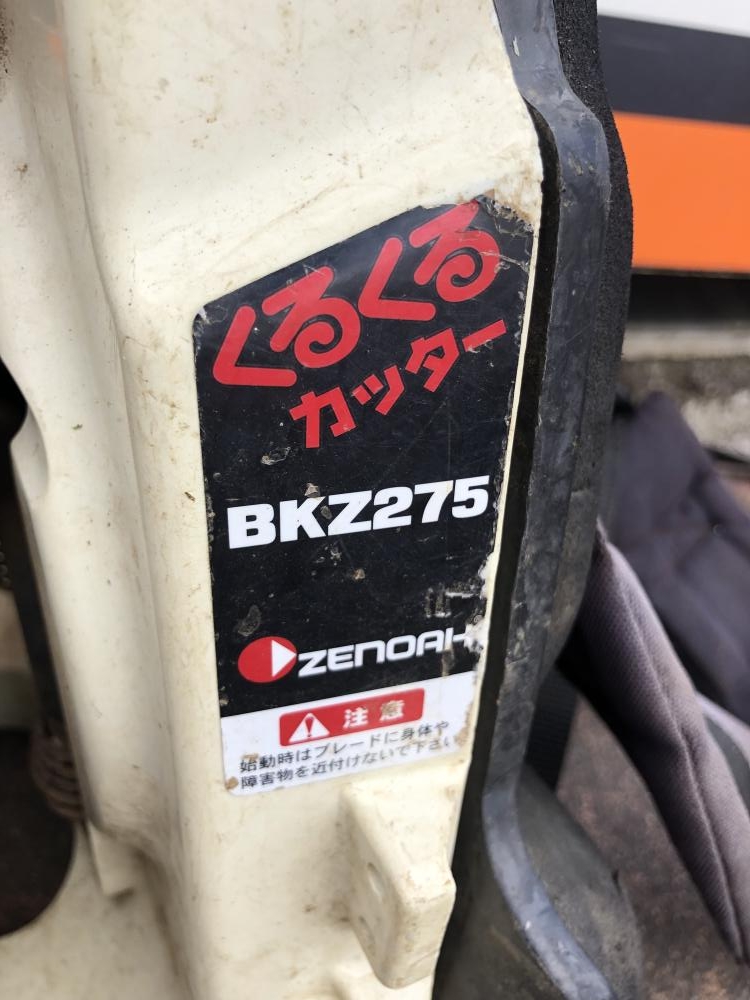 くるくる
カッター
BKZ275
ZENOAH
注意
始動時はブレードに身体や
障害物を近付けないで下さい